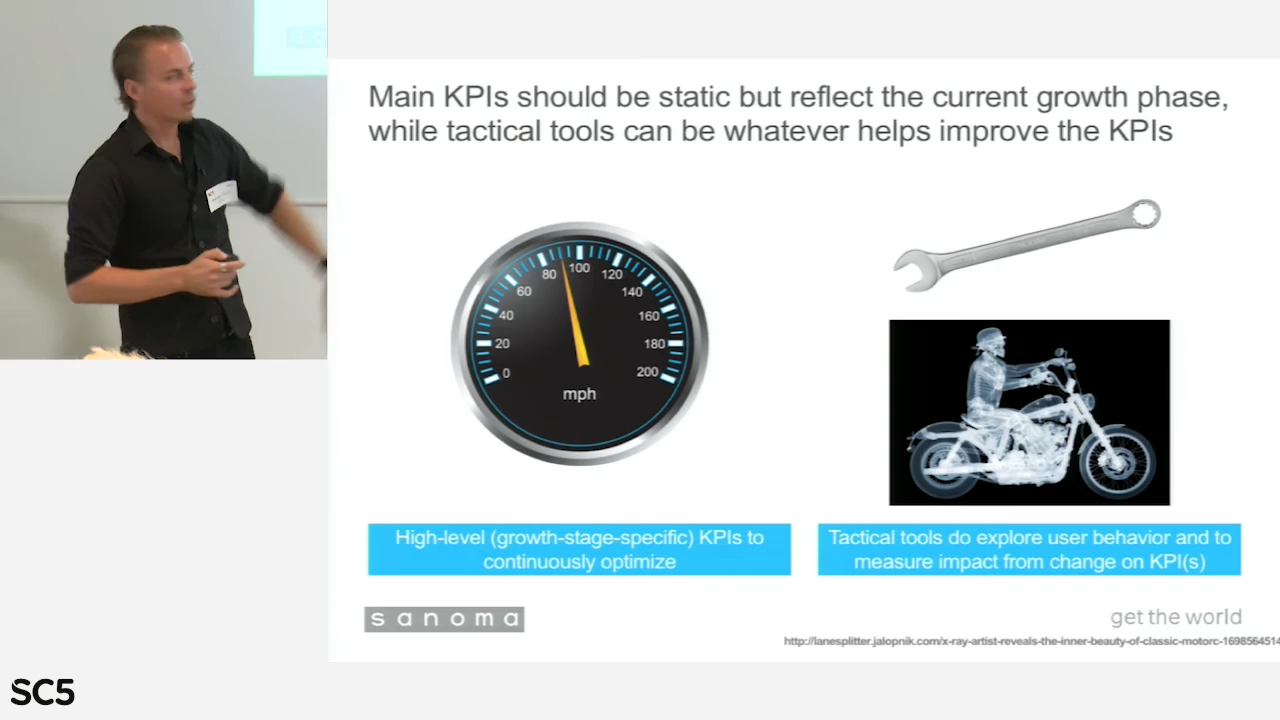 Main KPIs should be static but reflect the current growth phase,
while tactical tools can be whatever helps improve the KPIs
0
20
40
60
80
100
120
140
160
180
200
mph
High-level (growth-stage-specific) KPIs to
continuously optimize
Tactical tools do explore user behavior and to
measure impact from change on KPI(s)
sanoma
get the world
http://lanesplitter.jalopnik.com/x-ray-artist-reveals-the-inner-beauty-of-classic-motorc-1698564514
SC5